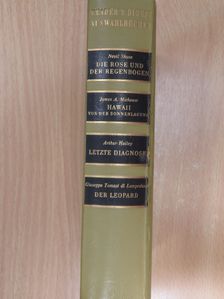 READER'S DIGEST
AUSWAHLBÜCHER
Nevil Shute
DIE ROSE UND
DER REGENBOGEN
James A. Michener
HAWAII
VON DER SONNENLAGUNE
Arthur Hailey
LETZTE DIAGNOSE
Giuseppe Tomasi di Lampedusa
DER LEOPARD